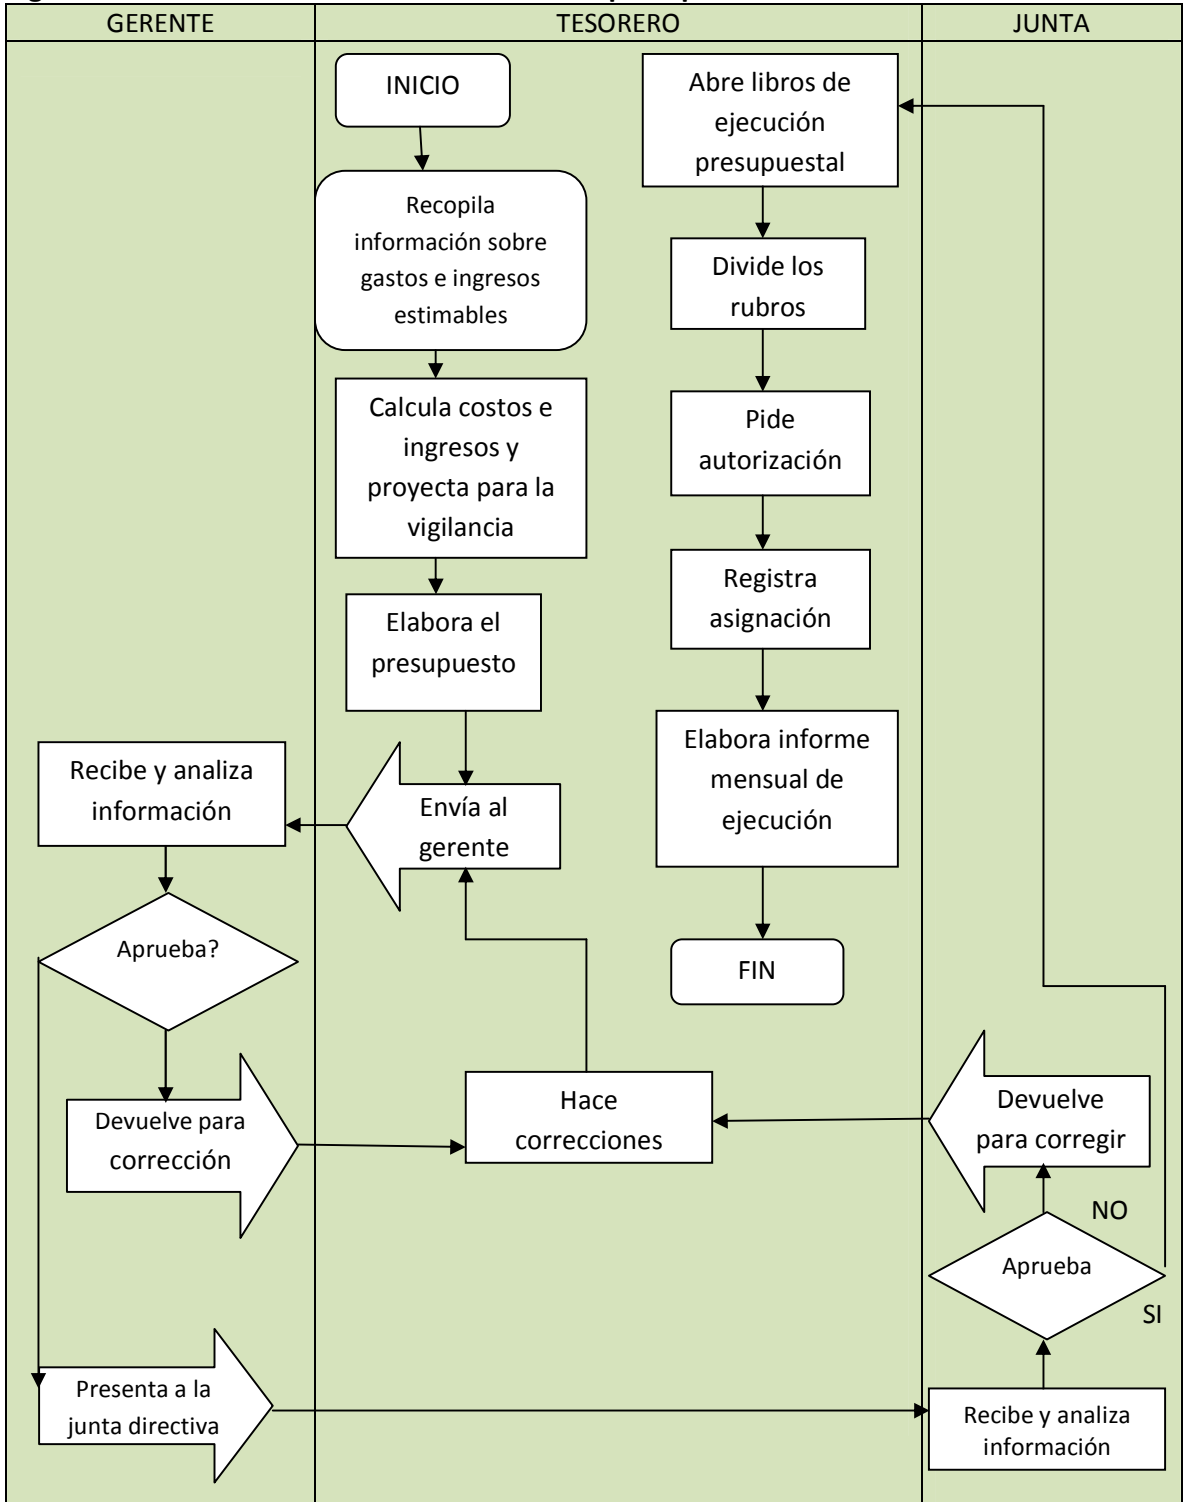 GERENTE
TESORERO
JUNTA
INICIO
Recopila
información sobre
gastos e ingresos
estimables
Calcula costos e
ingresos y
proyecta para la
vigilancia
Elabora el
presupuesto
Envía al
gerente
Recibe y analiza
información
Aprueba?
Devuelve para
corrección
Presenta a la
junta directiva
Hace
correcciones
Abre libros de
ejecución
presupuestal
Divide los
rubros
Pide
autorización
Registra
asignación
Elabora informe
mensual de
ejecución
FIN
Devuelve
para corregir
NO
Aprueba
SI
Recibe y analiza
información